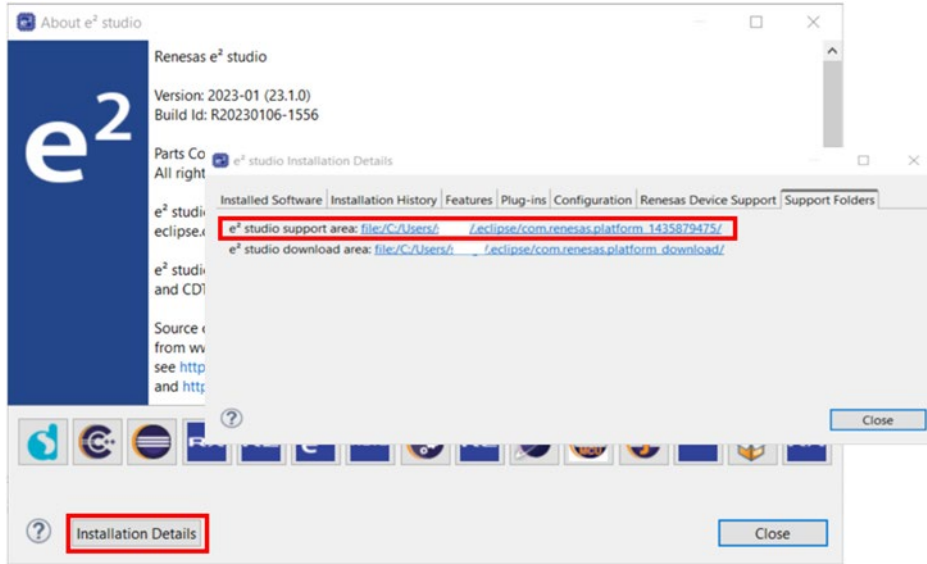 About e² studio
e²
Renesas e² studio
Version: 2023-01 (23.1.0)
Build Id: R20230106-1556
Parts Co
All right
e² studi
eclipse.
e² studi
and CDT
Source
from ww
see http
and http
e² studio Installation Details
Installed Software Installation History Features Plug-ins Configuration Renesas Device Support Support Folders
e² studio support area: file:/C:/Users/ /.eclipse/com.renesas.platform_1435879475/
e² studio download area: file:/C:/Users/ /.eclipse/com.renesas.platform_download/
Close
Installation Details
Close